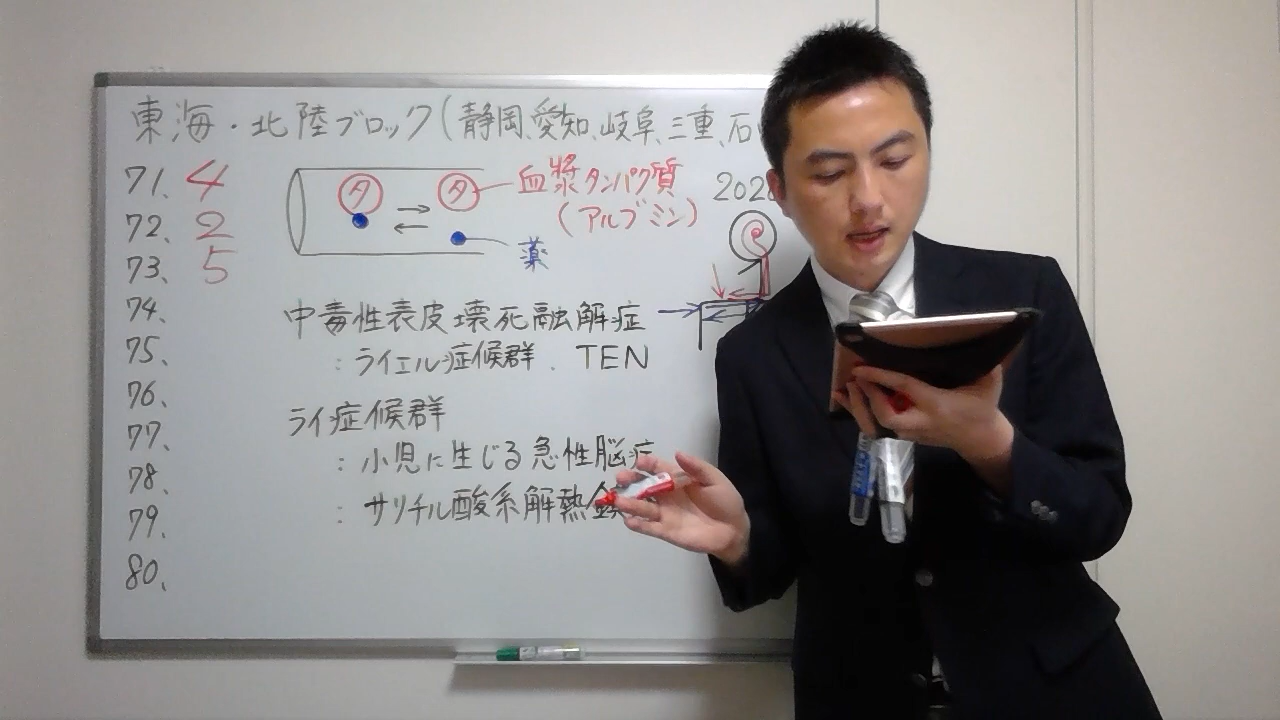 東海・北陸ブロック(静岡、愛知、岐阜、三重、石
71、4
72、2
73、5
74、
75、
76、
77、
78、
79、
80、
タ
タ
血漿タンパク質
(アルブミン)
薬
202
中毒性表皮壊死融解症
:ライエル症候群. TEN
ライ症候群
:小児に生じる急性脳症
:サリチル酸系解熱鎮